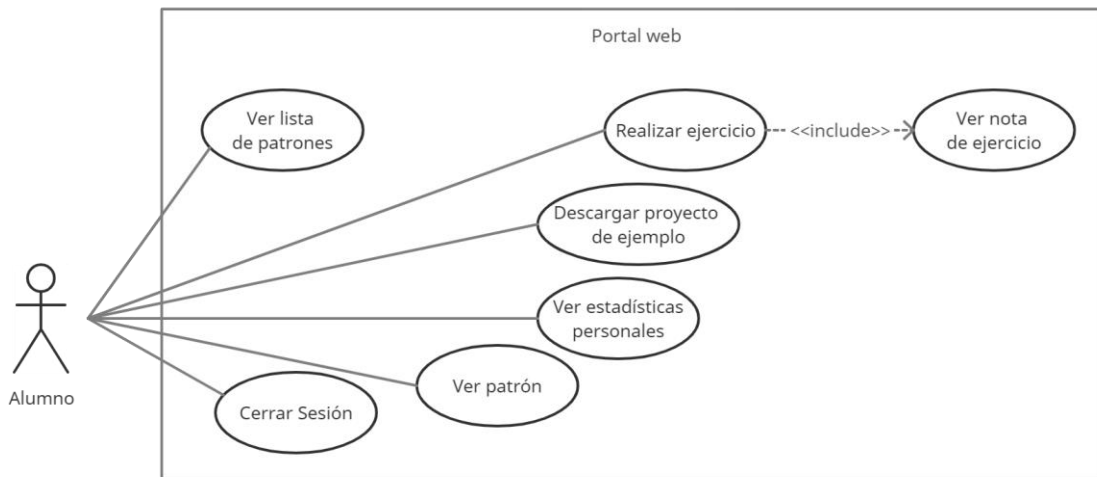 Portal web
Ver lista
de patrones
Realizar ejercicio
<<include>>
Ver nota
de ejercicio
Descargar proyecto
de ejemplo
Ver estadísticas
personales
Ver patrón
Alumno
Cerrar Sesión